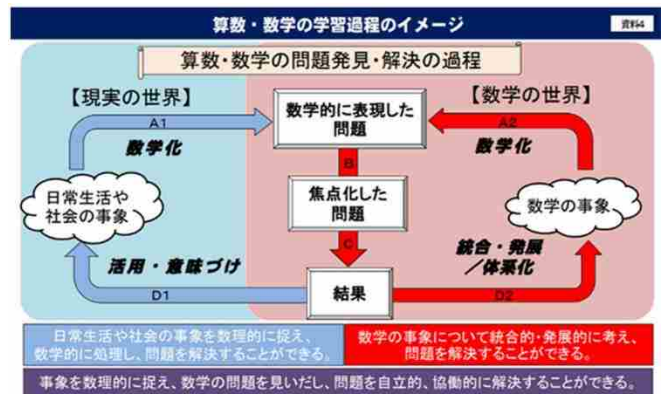 算数・数学の学習過程のイメージ
資料4
算数・数学の問題発見・解決の過程
【現実の世界】
【数学の世界】
A1
数学化
数学的に表現した
問題
A2
数学化
B
日常生活や
社会の事象
焦点化した
問題
数学の事象
C
活用・意味づけ
統合・発展
／体系化
D1
結果
D2
日常生活や社会の事象を数理的に捉え、
数学的に処理し、問題を解決することができる。
数学の事象について統合的・発展的に考え、
問題を解決することができる。
事象を数理的に捉え、数学の問題を見いだし、問題を自立的、協働的に解決することができる。